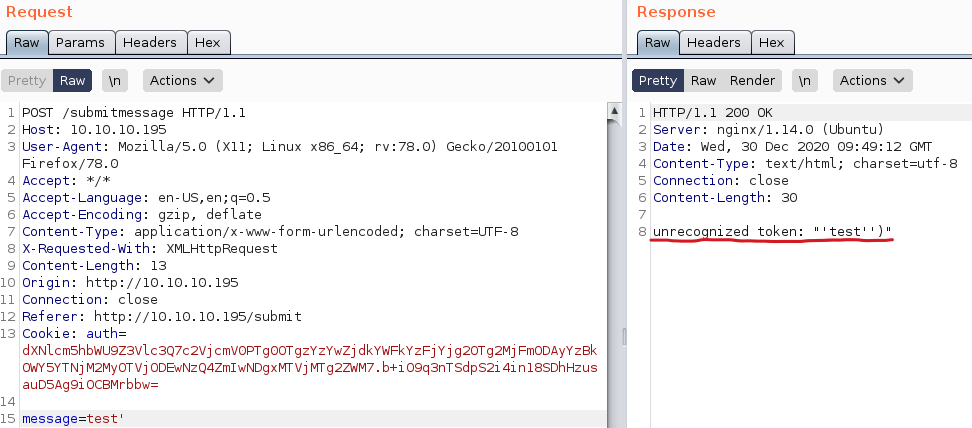 Request
Raw Params Headers Hex
Pretty Raw \n Actions
1 POST /submitmessage HTTP/1.1
2 Host: 10.10.10.195
3 User-Agent: Mozilla/5.0 (X11; Linux x86_64; rv:78.0) Gecko/20100101
Firefox/78.0
4 Accept: */*
5 Accept-Language: en-US,en;q=0.5
6 Accept-Encoding: gzip, deflate
7 Content-Type: application/x-www-form-urlencoded; charset=UTF-8
8 X-Requested-With: XMLHttpRequest
9 Content-Length: 13
10 Origin: http://10.10.10.195
11 Connection: close
12 Referer: http://10.10.10.195/submit
13 Cookie: auth=
dXNlcm5hbWU9Z3Vlc3Q7c2VjcmV0PTg0OTgzYzYwZjdkYWFkYzFjYjg2OTg2MjFmODAyYzBk
OWY5YTNjM2MyOTVjODEwNzQ4ZmIwNDgxMTVjMTg2ZWM7.b+iO9q3nTSdpS2i4in18SDhHzus
auD5Ag9iOCBMrbbw=
14
15 message=test'
Response
Raw Headers Hex
Pretty Raw Render \n Actions
1 HTTP/1.1 200 OK
2 Server: nginx/1.14.0 (Ubuntu)
3 Date: Wed, 30 Dec 2020 09:49:12 GMT
4 Content-Type: text/html; charset=utf-8
5 Connection: close
6 Content-Length: 30
7
8 unrecognized token: "'test'')"